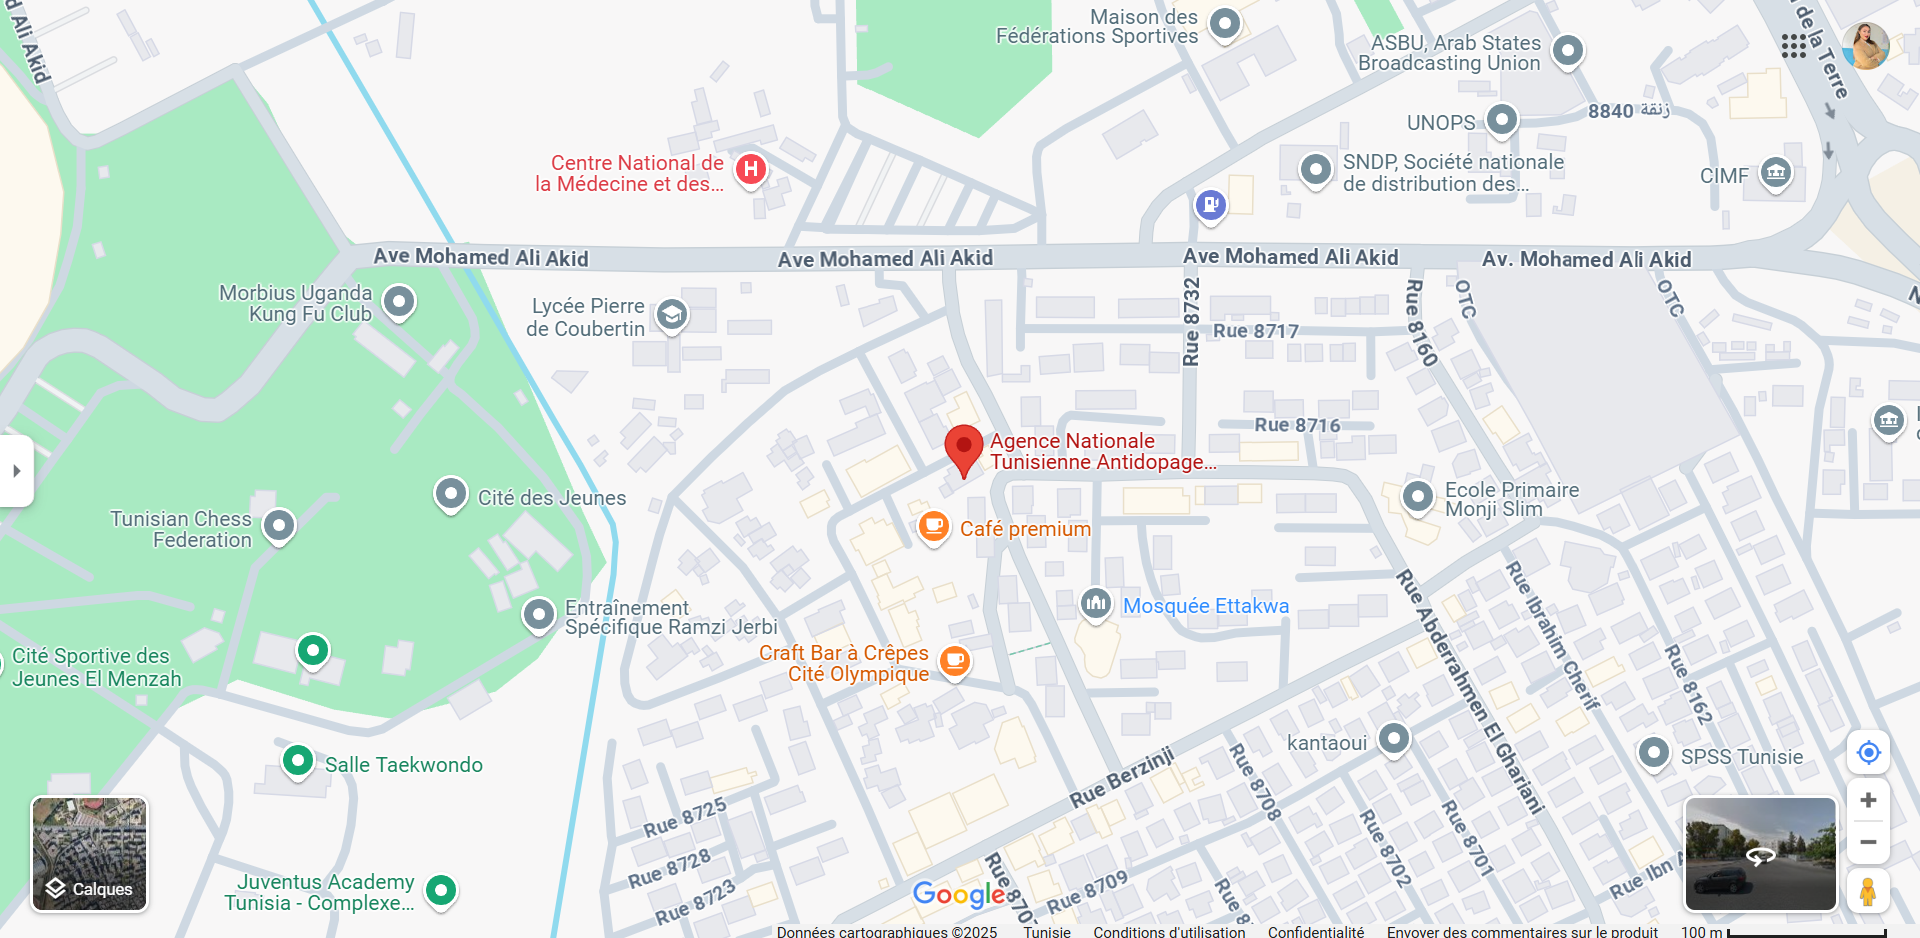 d Ali Akid
Maison des
Fédérations Sportives
ASBU, Arab States
Broadcasting Union
de la Terre
8840 زنقة
UNOPS
Centre National de
la Médecine et des...
SNDP, Société nationale
de distribution des...
CIMF
Ave Mohamed Ali Akid
Ave Mohamed Ali Akid
Ave Mohamed Ali Akid
Av. Mohamed Ali Akid
Morbius Uganda
Kung Fu Club
Lycée Pierre
de Coubertin
Rue 8732
Rue 8717
Rue 8160
OTC
OTC
Rue 8716
Agence Nationale
Tunisienne Antidopage...
Cité des Jeunes
Tunisian Chess
Federation
Ecole Primaire
Monji Slim
Café premium
Entraînement
Spécifique Ramzi Jerbi
Mosquée Ettakwa
Rue Abderrahmen El Ghariani
Rue Ibrahim Cherif
Rue 8162
Cité Sportive des
Jeunes El Menzah
Craft Bar à Crêpes
Cité Olympique
kantaoui
SPSS Tunisie
Salle Taekwondo
Rue Berzinji
Rue 8708
Rue 8725
Rue 8728
Rue 8723
Rue 8702
Rue 8701
Rue 8709
Rue 870
Rue 8
Rue Ibn
Juventus Academy
Tunisia - Complexe...
Calques
Google
Données cartographiques ©2025
Tunisie
Conditions d'utilisation
Confidentialité
Envoyer des commentaires sur le produit
100 m